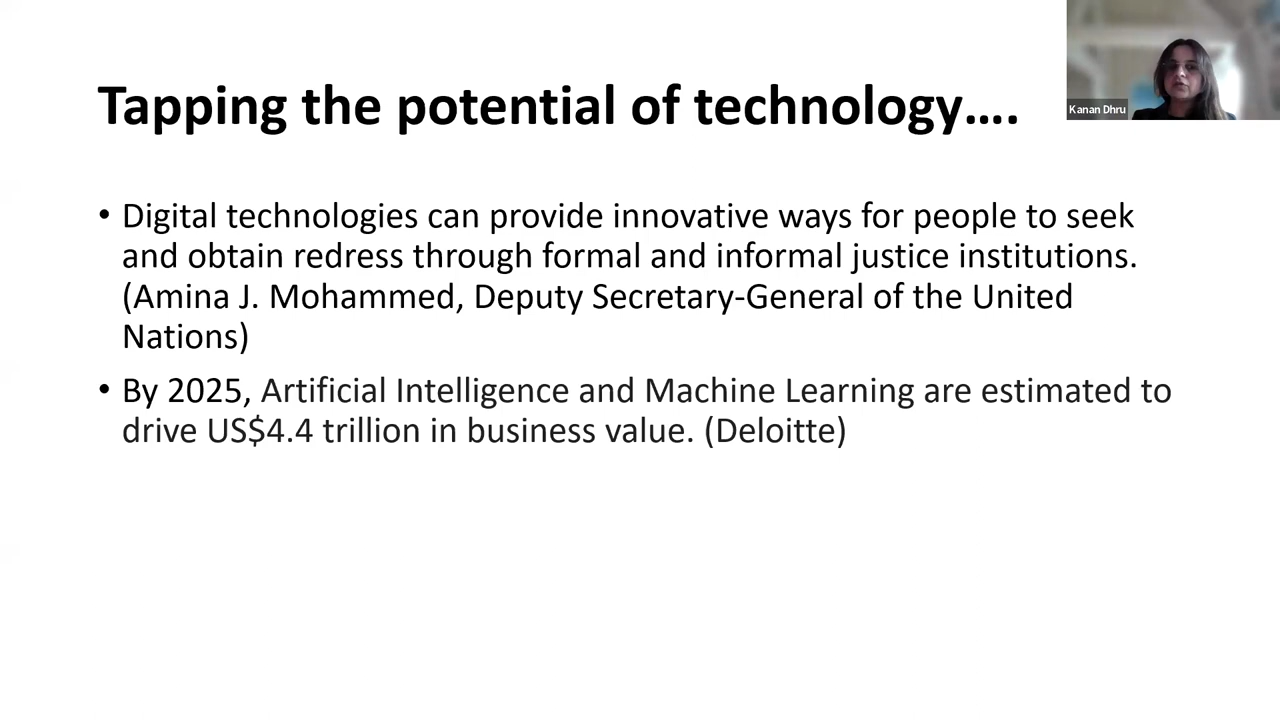 Tapping the potential of technology....
Kanan Dhru
• Digital technologies can provide innovative ways for people to seek
and obtain redress through formal and informal justice institutions.
(Amina J. Mohammed, Deputy Secretary-General of the United
Nations)
• By 2025, Artificial Intelligence and Machine Learning are estimated to
drive US$4.4 trillion in business value. (Deloitte)